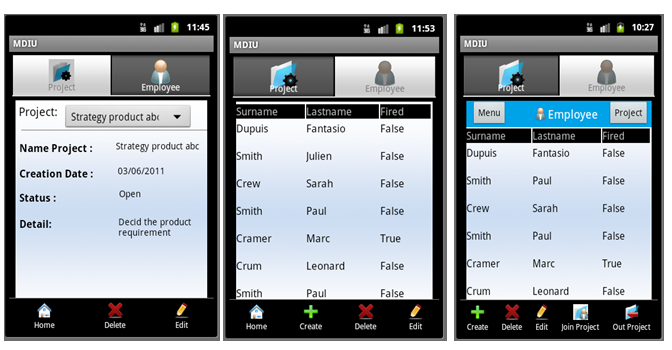 11:45
MDIU
Project Employee
Project: Strategy product abc
Name Project : Strategy product abc
Creation Date : 03/06/2011
Status : Open
Detail: Decid the product
requirement
Home Delete Edit
11:53
MDIU
Project Employee
Surname Lastname Fired
Dupuis Fantasio False
Smith Julien False
Crew Sarah False
Smith Paul False
Cramer Marc True
Crum Leonard False
Smith Paul False
Home Create Delete Edit
10:27
MDIU
Project Employee
Menu Employee Project
Surname Lastname Fired
Dupuis Fantasio False
Smith Paul False
Crew Sarah False
Smith Paul False
Cramer Marc True
Crum Leonard False
Create Delete Edit Join Project Out Project